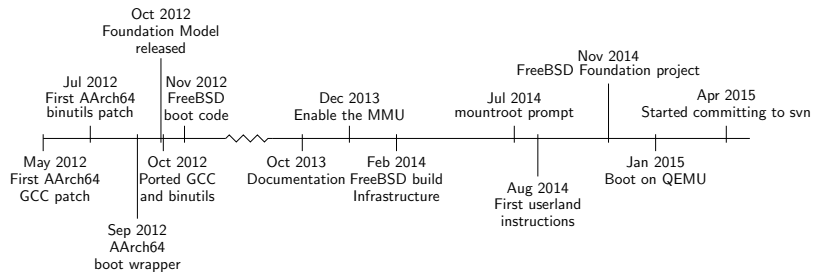 Oct 2012
Foundation Model
released
Jul 2012
First AArch64
binutils patch
Nov 2012
FreeBSD
boot code
Dec 2013
Enable the MMU
Jul 2014
mountroot prompt
Nov 2014
FreeBSD Foundation project
Apr 2015
Started committing to svn
May 2012
First AArch64
GCC patch
Sep 2012
AArch64
boot wrapper
Oct 2012
Ported GCC
and binutils
Oct 2013
Documentation
Feb 2014
FreeBSD build
Infrastructure
Aug 2014
First userland
instructions
Jan 2015
Boot on QEMU